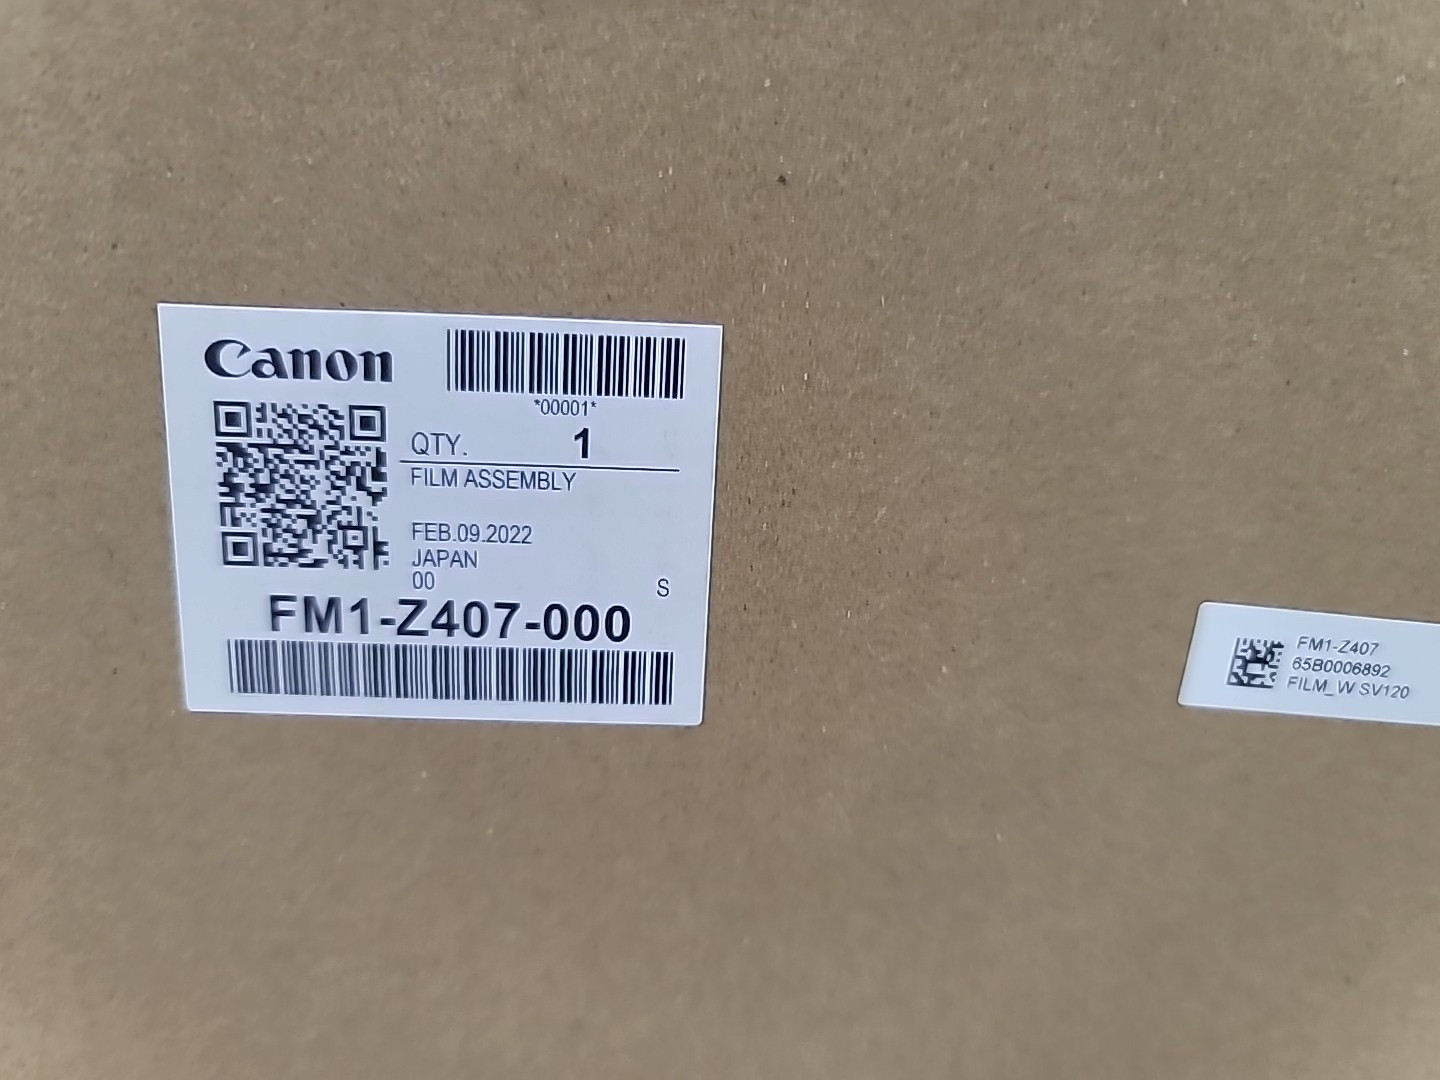 Canon
*00001*
QTY. 1
FILM ASSEMBLY
FEB.09.2022
JAPAN
00
S
FM1-Z407-000
FM1-Z407
65B0006892
FILM_W SV120